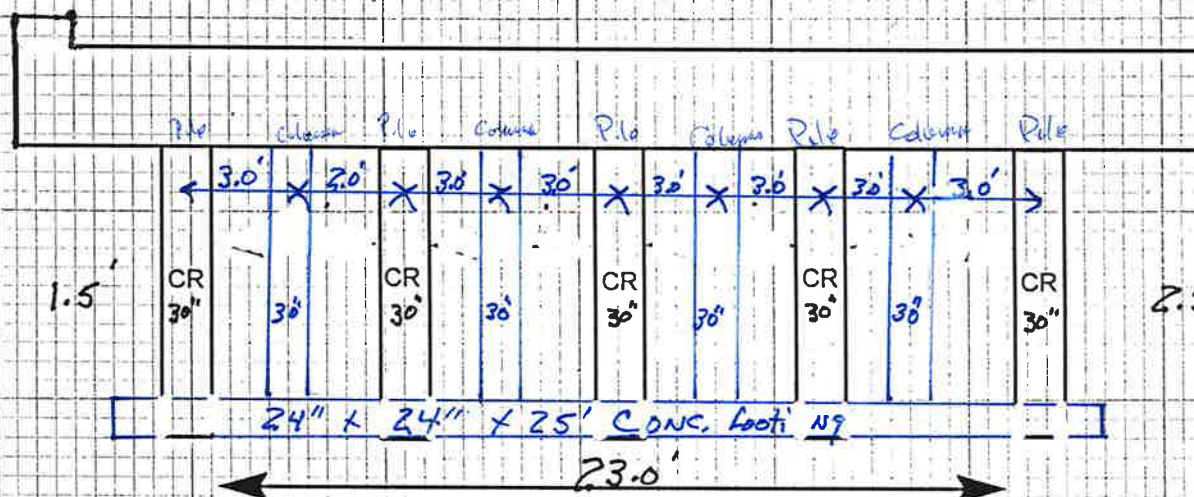 Pile Column Pile Column Pile Column Pile Column Pile
3.0' 2.0' 3.0' 3.0' 3.0' 3.0' 3.0' 3.0'
CR CR CR CR CR
1.5' 30" 30" 30" 30" 30" 30" 30" 30" 30"
24" x 24" x 25' CONC. footing
23.0'